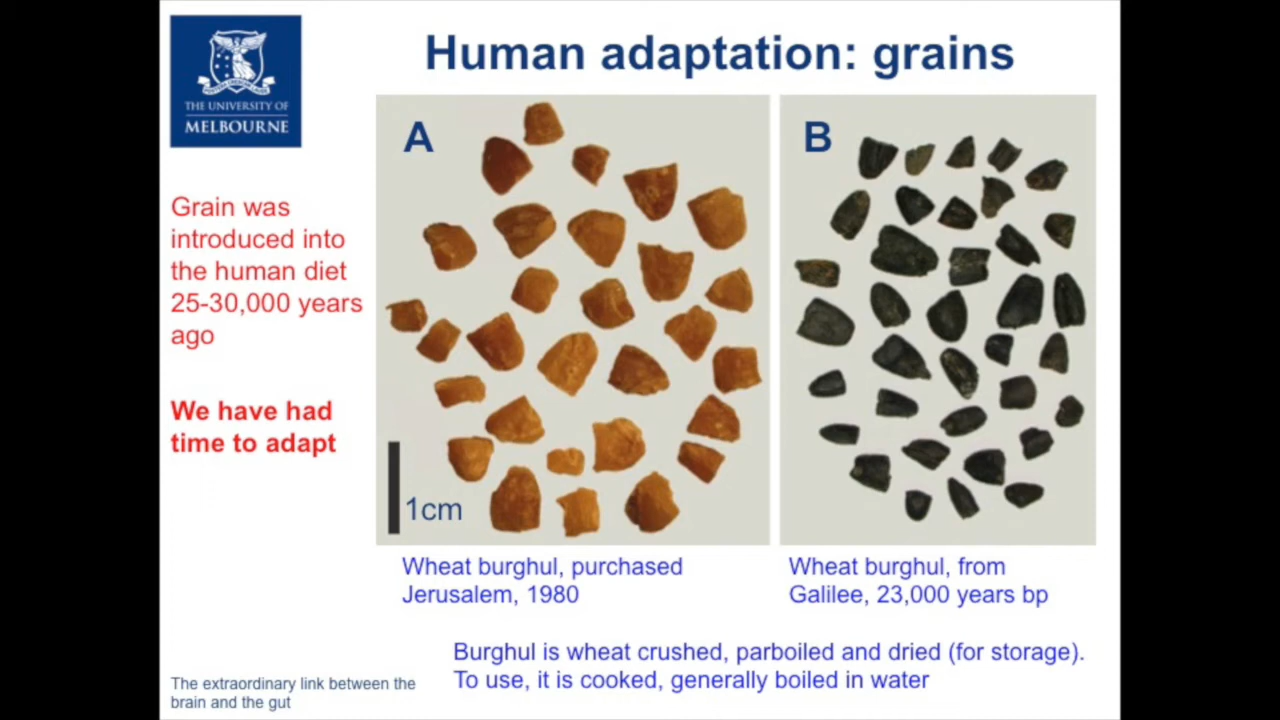 THE UNIVERSITY OF
MELBOURNE
Human adaptation: grains
Grain was
introduced into
the human diet
25-30,000 years
ago
We have had
time to adapt
A
1cm
B
Wheat burghul, purchased
Jerusalem, 1980
Wheat burghul, from
Galilee, 23,000 years bp
Burghul is wheat crushed, parboiled and dried (for storage).
To use, it is cooked, generally boiled in water
The extraordinary link between the
brain and the gut